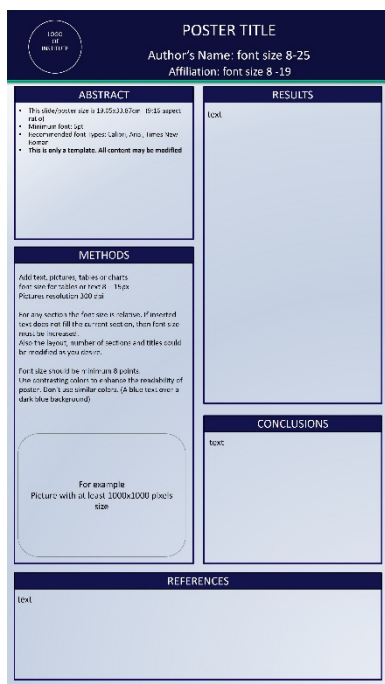 LOGO
OF
INSTITUTE
POSTER TITLE
Author's Name: font size 8-25
Affiliation: font size 8 -19
ABSTRACT
• This slide/poster size is 19.05x33.87cm (9:16 aspect
ratio)
• Minimum font: 6pt
• Recommended font Types: Calibri, Arial, Times New
Roman
• This is only a template. All content may be modified
METHODS
Add text, pictures, tables or charts
font size for tables or text 8 – 15px
Pictures resolution 300 dpi
For any section the font size is relative. If inserted
text does not fill the current section, then font size
must be increased.
Also the layout, number of sections and titles could
be modified as you desire.
Font size should be minimum 8 points.
Use contrasting colors to enhance the readability of
poster. Don't use similar colors. (A blue text over a
dark blue background)
For example
Picture with at least 1000x1000 pixels
size
RESULTS
text
CONCLUSIONS
text
REFERENCES
text